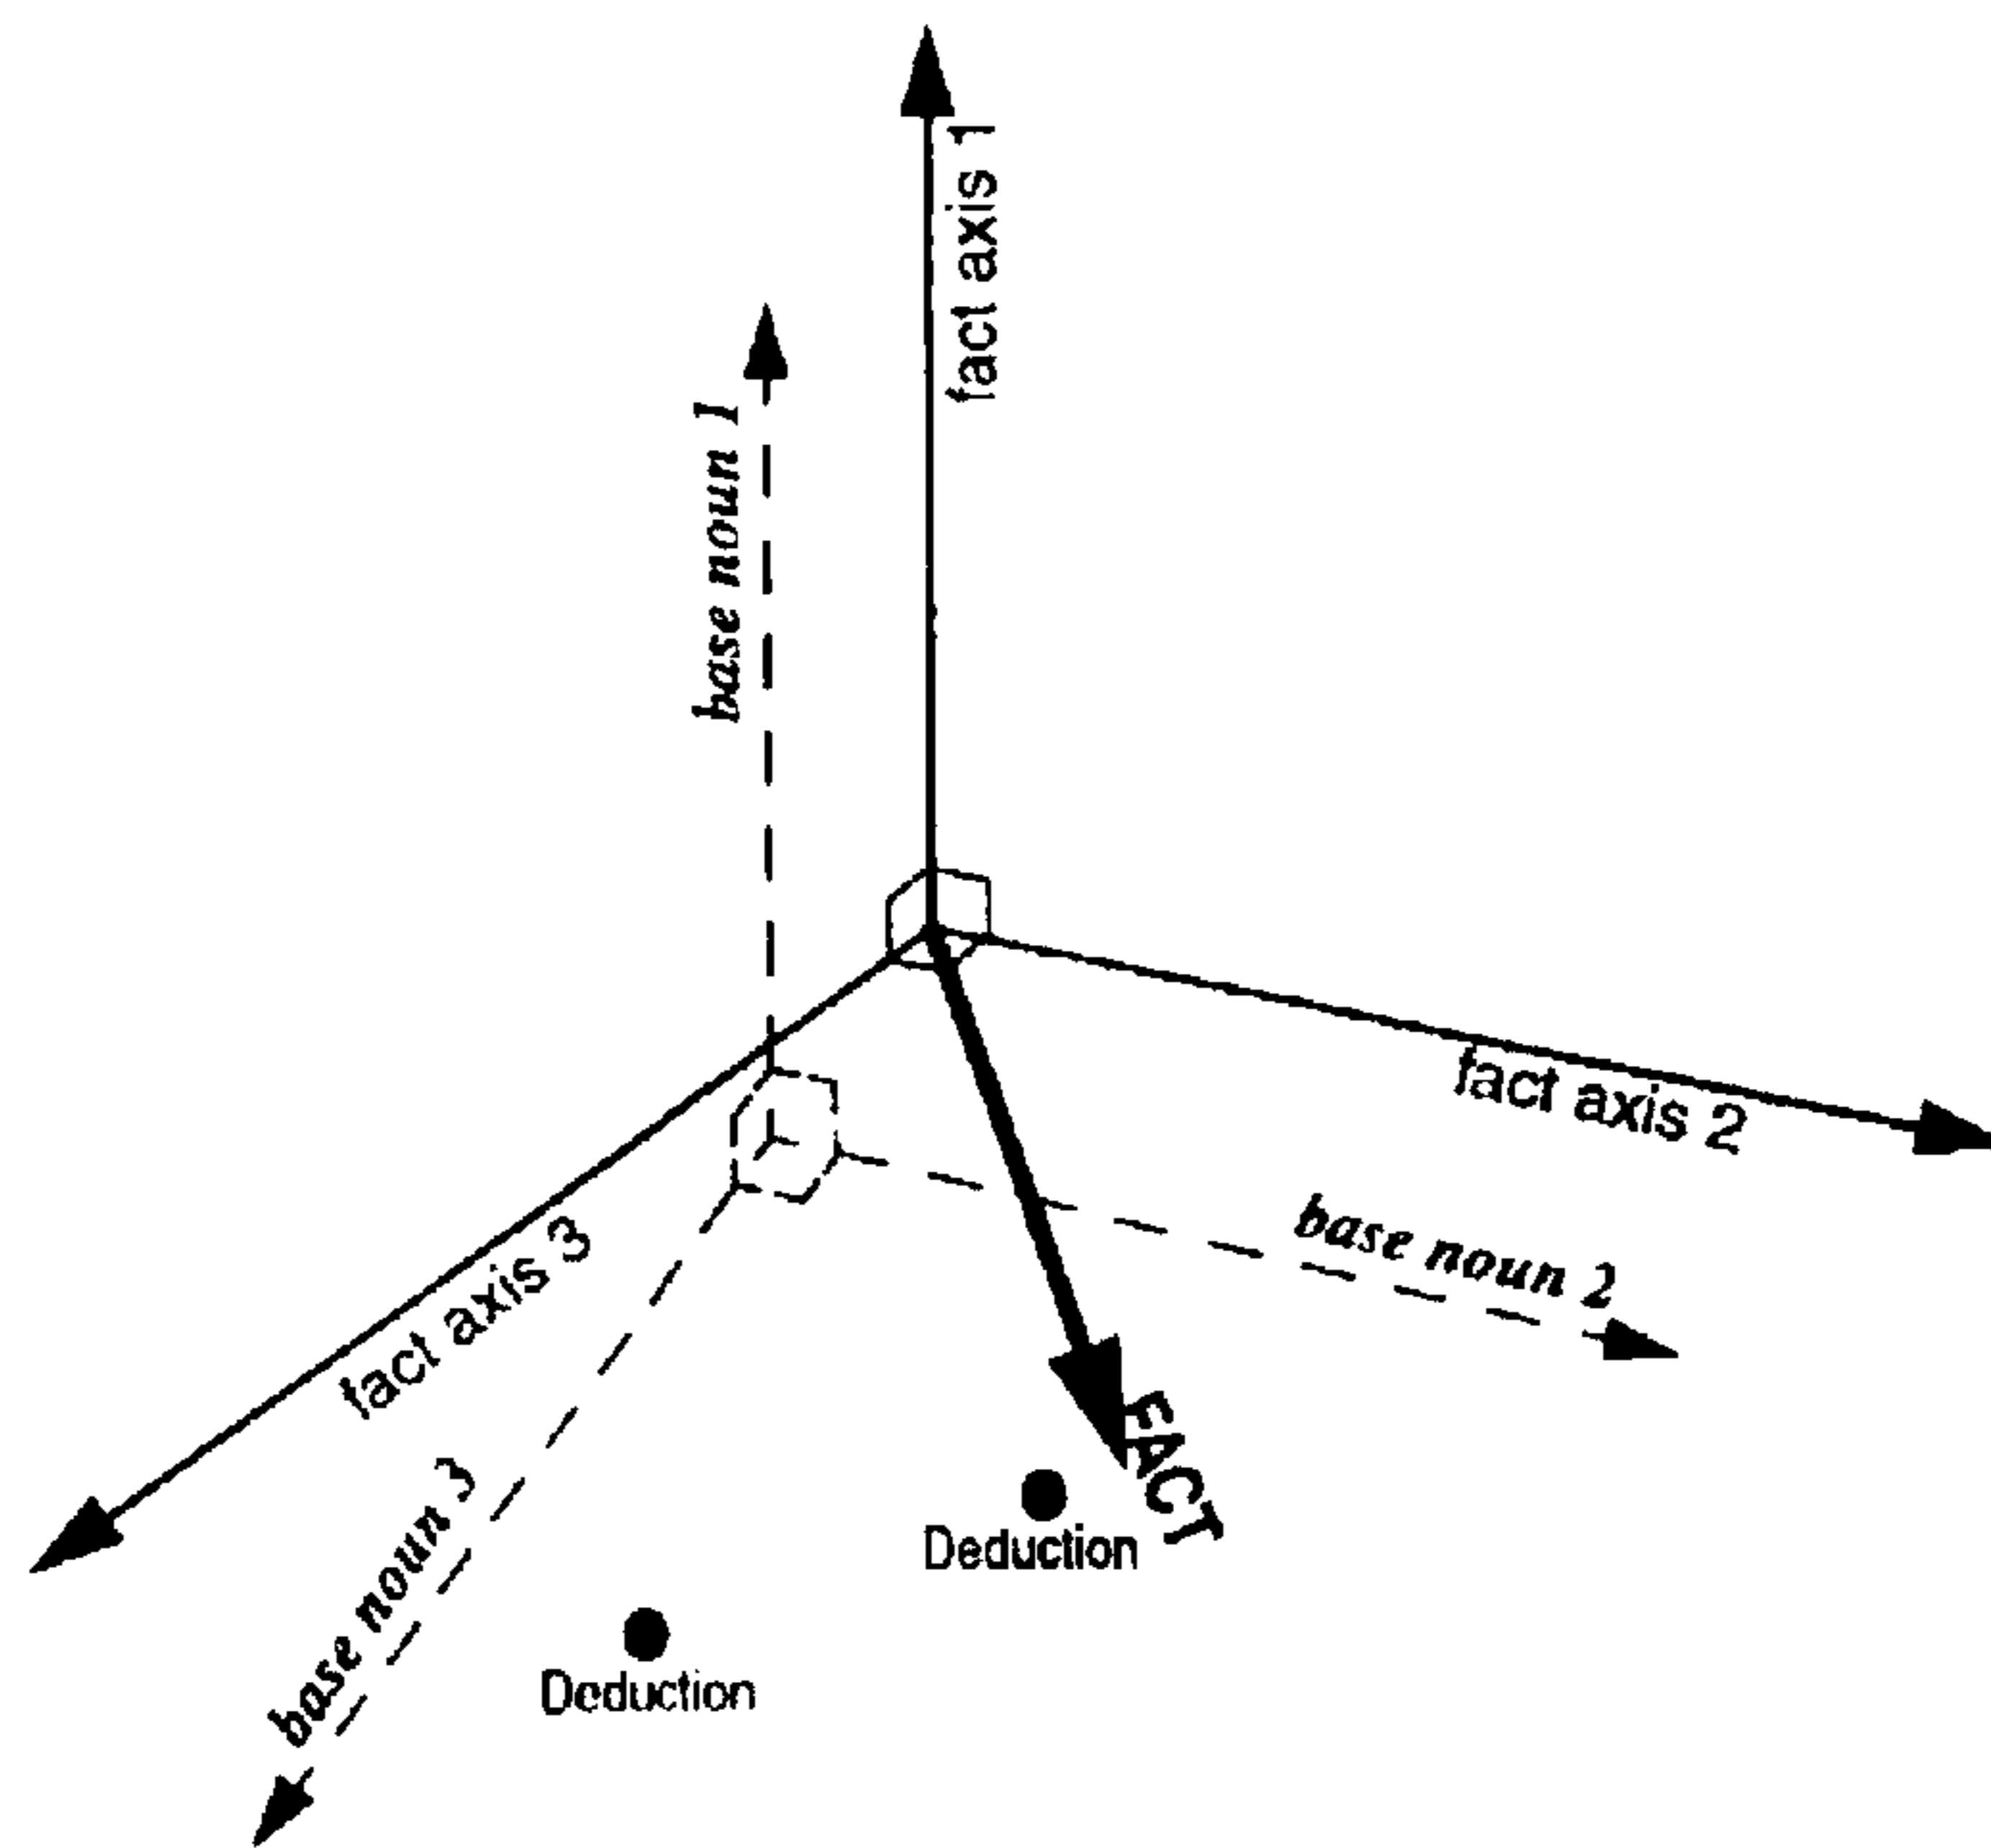 fact axis 1
base noun 1
fact axis 2
base noun 2
fact axis 3
base noun 3
FACT
Deduction
Deduction